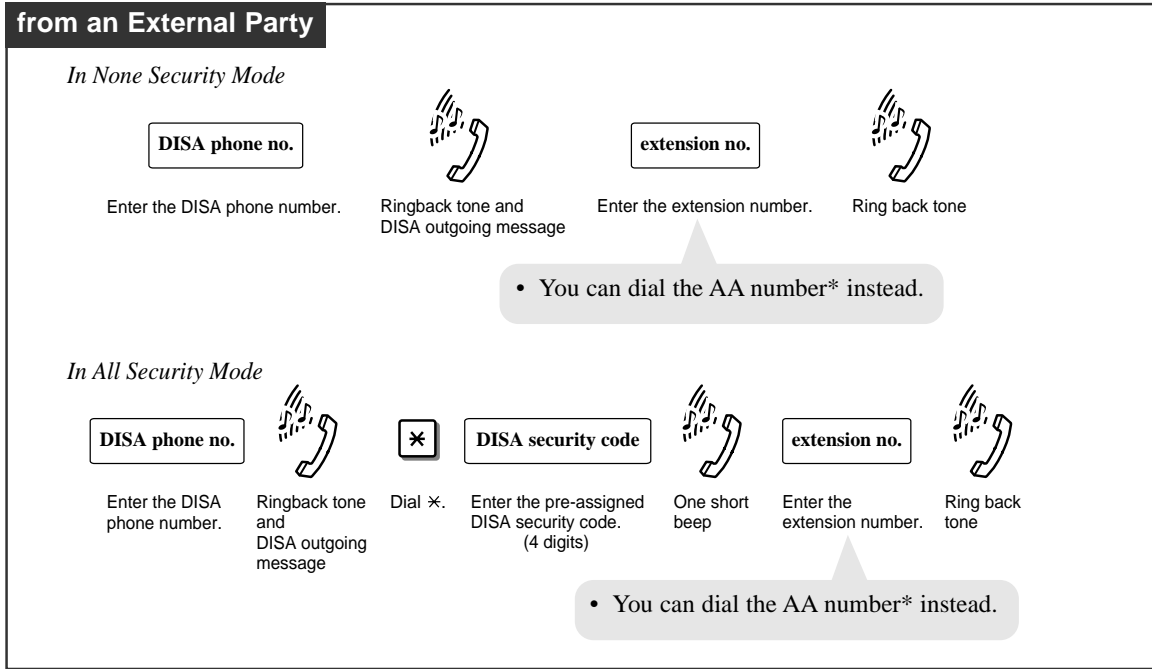 from an External Party
In None Security Mode
DISA phone no.
extension no.
Enter the DISA phone number.
Ringback tone and
DISA outgoing message
Enter the extension number.
Ring back tone
• You can dial the AA number* instead.
In All Security Mode
DISA phone no.
*
DISA security code
extension no.
Enter the DISA
phone number.
Ringback tone
and
DISA outgoing
message
Dial *.
Enter the pre-assigned
DISA security code.
(4 digits)
One short
beep
Enter the
extension number.
Ring back
tone
• You can dial the AA number* instead.